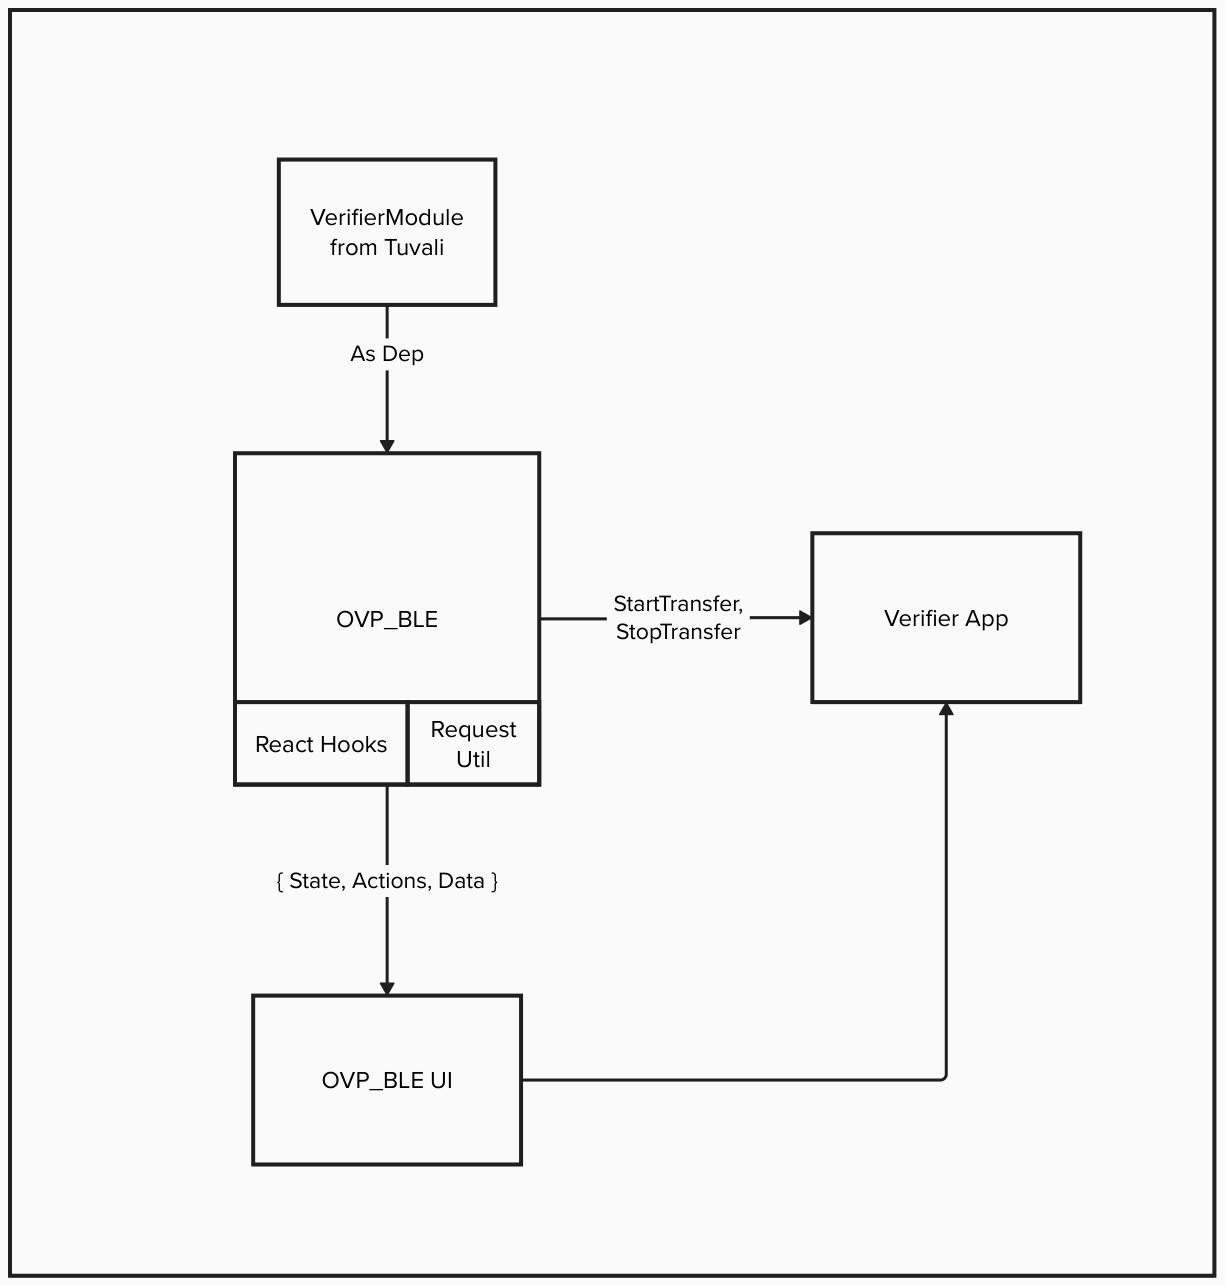 VerifierModule
from Tuvali
As Dep
OVP_BLE
StartTransfer,
StopTransfer
Verifier App
React Hooks
Request
Util
{ State, Actions, Data }
OVP_BLE UI